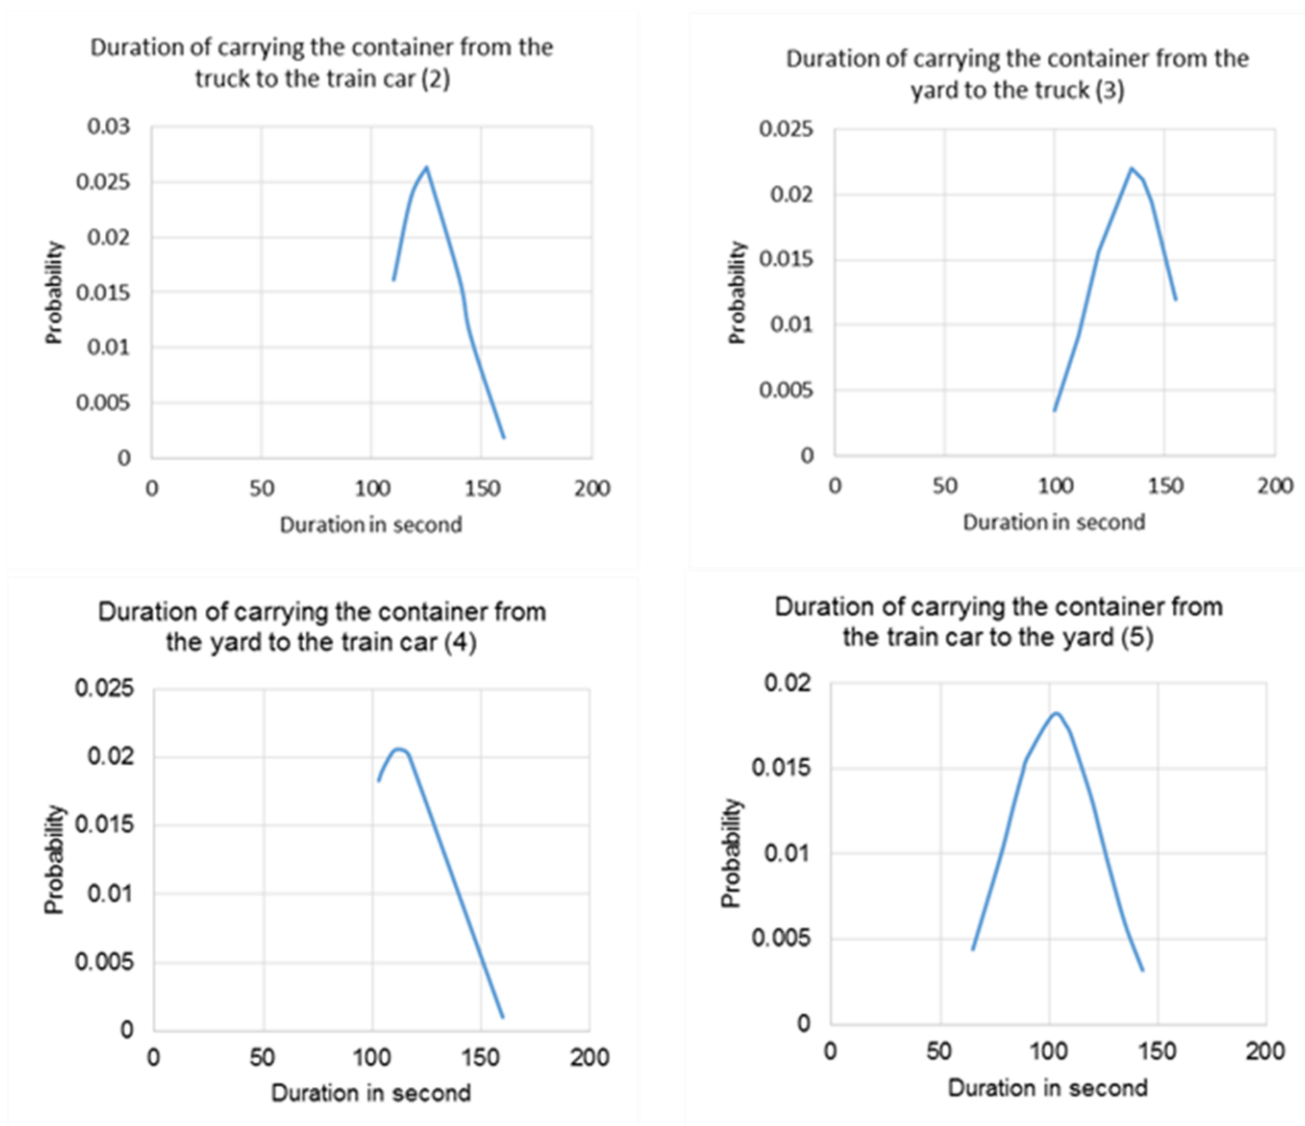 Duration of carrying the container from the
truck to the train car (2)
0.03
0.025
0.02
0.015
0.01
0.005
0
Probability
0 50 100 150 200
Duration in second
Duration of carrying the container from the
yard to the truck (3)
0.025
0.02
0.015
0.01
0.005
0
Probability
0 50 100 150 200
Duration in second
Duration of carrying the container from
the yard to the train car (4)
0.025
0.02
0.015
0.01
0.005
0
Probability
0 50 100 150 200
Duration in second
Duration of carrying the container from
the train car to the yard (5)
0.02
0.015
0.01
0.005
0
Probability
0 50 100 150 200
Duration in second